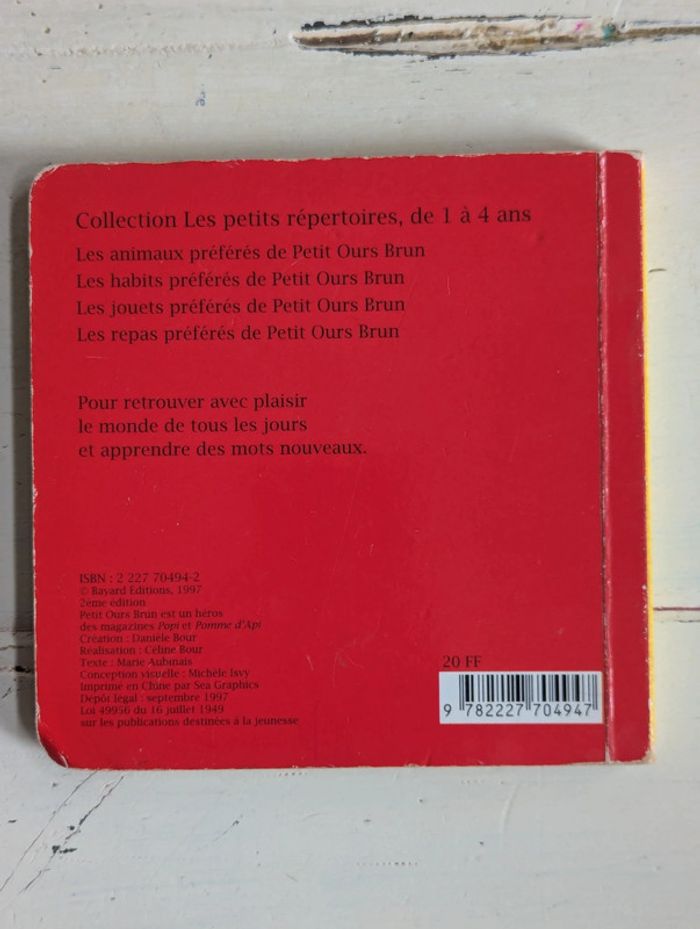 Collection Les petits répertoires, de 1 à 4 ans
Les animaux préférés de Petit Ours Brun
Les habits préférés de Petit Ours Brun
Les jouets préférés de Petit Ours Brun
Les repas préférés de Petit Ours Brun
Pour retrouver avec plaisir
le monde de tous les jours
et apprendre des mots nouveaux.
ISBN : 2 227 70494-2
© Bayard Editions, 1997
2eme édition
Petit Ours Brun est un héros
des magazines Popi et Pomme d'Api
Création : Danièle Bour
Réalisation : Céline Bour
Texte : Marie Aubinais
Conception visuelle : Michèle Isvy
Imprimé en Chine par Sea Graphics
Dépôt légal : septembre 1997
Loi 49956 du 16 juillet 1949
sur les publications destinées à la jeunesse
20 FF
9 782227 704947